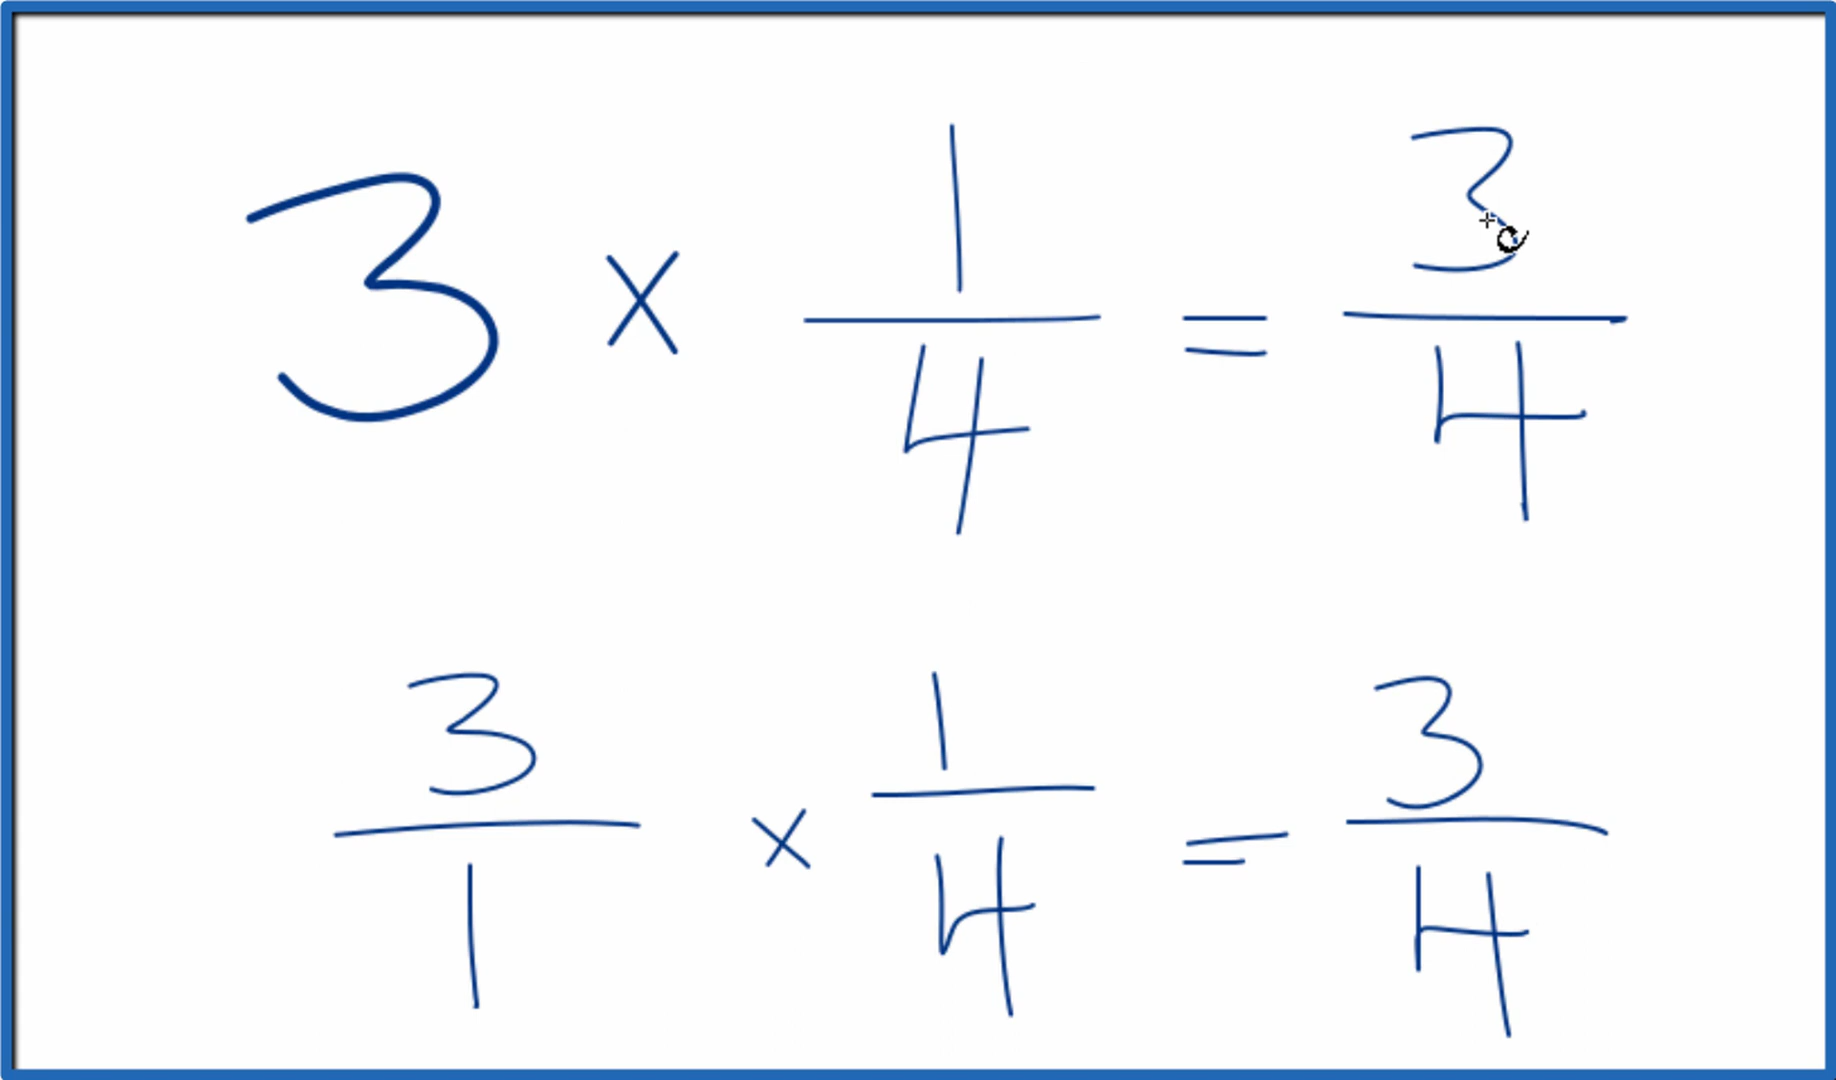 3 × 1/4 = 3/4
3/1 × 1/4 = 3/4